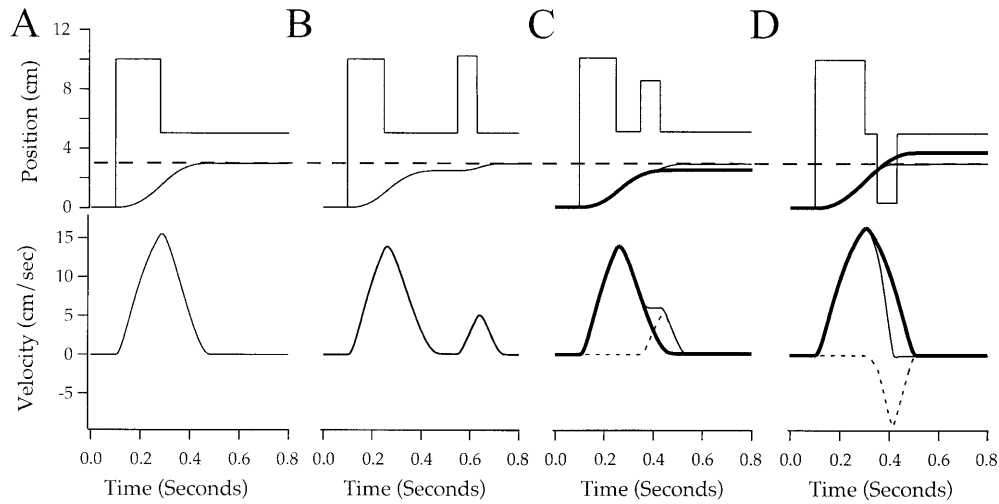 A
B
C
D
Position (cm)
12
8
4
0
Velocity (cm/sec)
15
10
5
0
-5
0.0 0.2 0.4 0.6 0.8
0.0 0.2 0.4 0.6 0.8
0.0 0.2 0.4 0.6 0.8
0.0 0.2 0.4 0.6 0.8
Time (Seconds)
Time (Seconds)
Time (Seconds)
Time (Seconds)